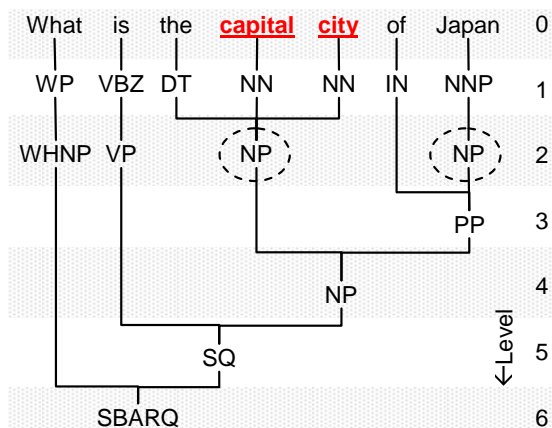 What is the capital city of Japan 0
WP VBZ DT NN NN IN NNP 1
WHNP VP NP NP 2
PP 3
NP 4
SQ 5
←Level
SBARQ 6